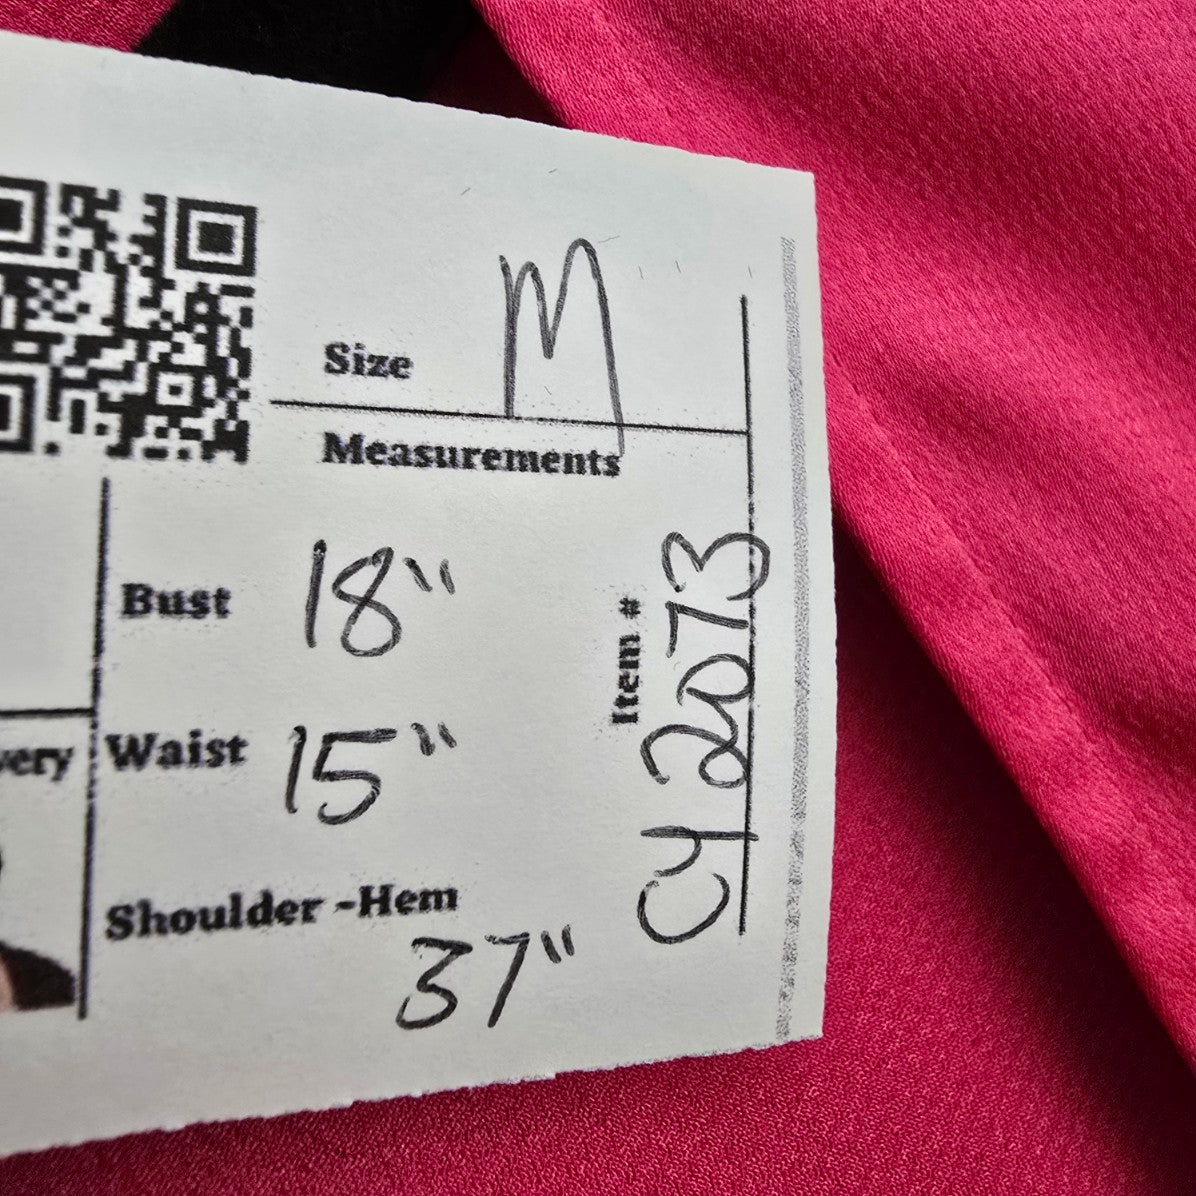 Size M
Measurements
Bust 18"
Waist 15"
Shoulder -Hem
37"
Item #
CY2073
very